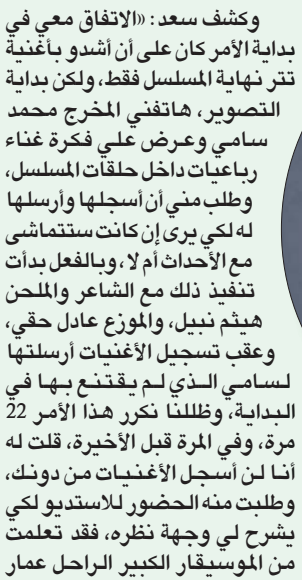 وكشف سعد: «الاتفاق معي في
بداية الأمر كان على أن أشدو بأغنية
تتر نهاية المسلسل فقط، ولكن بداية
التصوير، هاتفني المخرج محمد
سامي وعرض علي فكرة غناء
رباعيات داخل حلقات المسلسل،
وطلب مني أن أسجلها وأرسلها
له لكي يرى إن كانت ستتماشى
مع الأحداث أم لا، وبالفعل بدأت
تنفيذ ذلك مع الشاعر والملحن
هيثم نبيل، والموزع عادل حقي،
وعقب تسجيل الأغنيات أرسلتها
لسامي الذي لم يقتنع بها في
البداية، وظللنا نكرر هذا الأمر 22
مرة، وفي المرة قبل الأخيرة، قلت له
أنا لن أسجل الأغنيات من دونك،
وطلبت منه الحضور للاستديو لكي
يشرح لي وجهة نظره، فقد تعلمت
من الموسيقار الكبير الراحل عمار